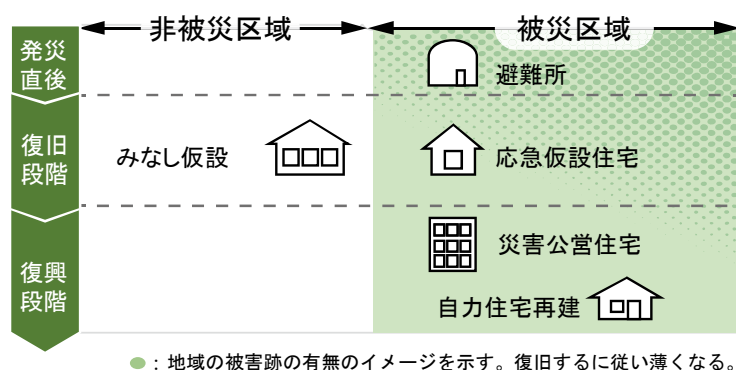 非被災区域
被災区域
発災
直後
避難所
復旧
段階
みなし仮設
応急仮設住宅
復興
段階
災害公営住宅
自力住宅再建
：地域の被害跡の有無のイメージを示す。復旧するに従い薄くなる。